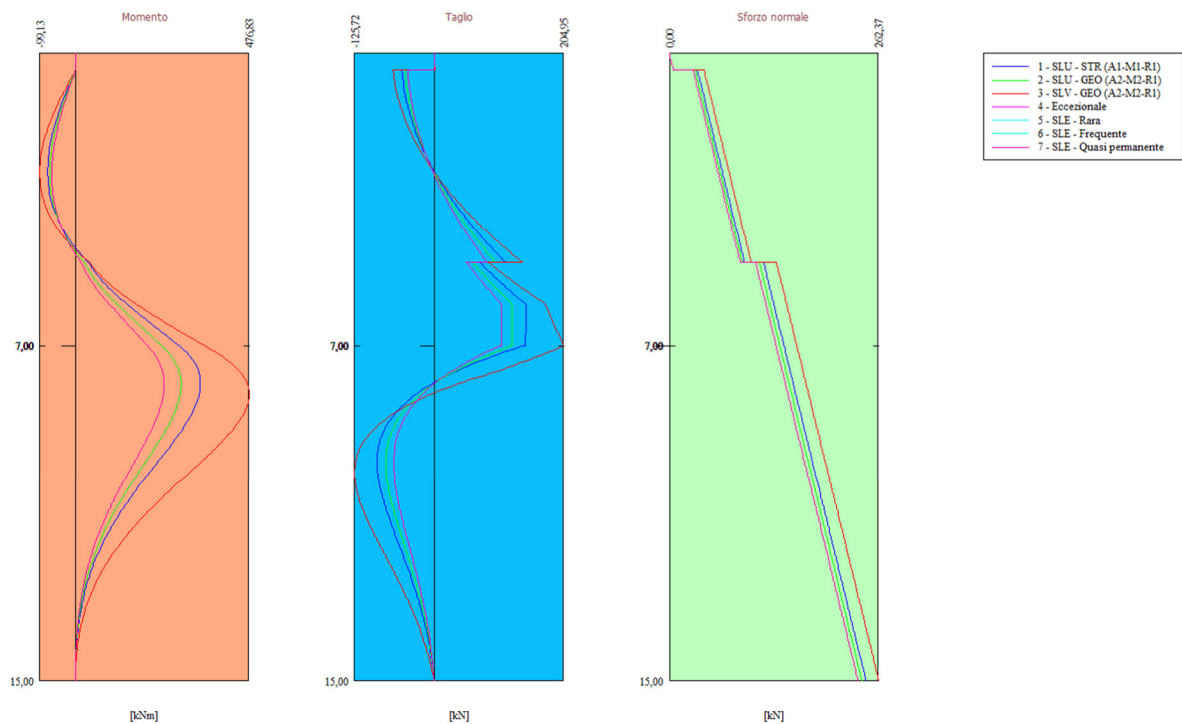 Momento
Taglio
Sforzo normale
-99,13
476,83
-125,72
204,95
0,00
262,37
1 - SLU - STR (A1-M1-R1)
2 - SLU - GEO (A2-M2-R1)
3 - SLV - GEO (A2-M2-R1)
4 - Eccezionale
5 - SLE - Rara
6 - SLE - Frequente
7 - SLE - Quasi permanente
7,00
7,00
7,00
15,00
15,00
15,00
[kNm]
[kN]
[kN]